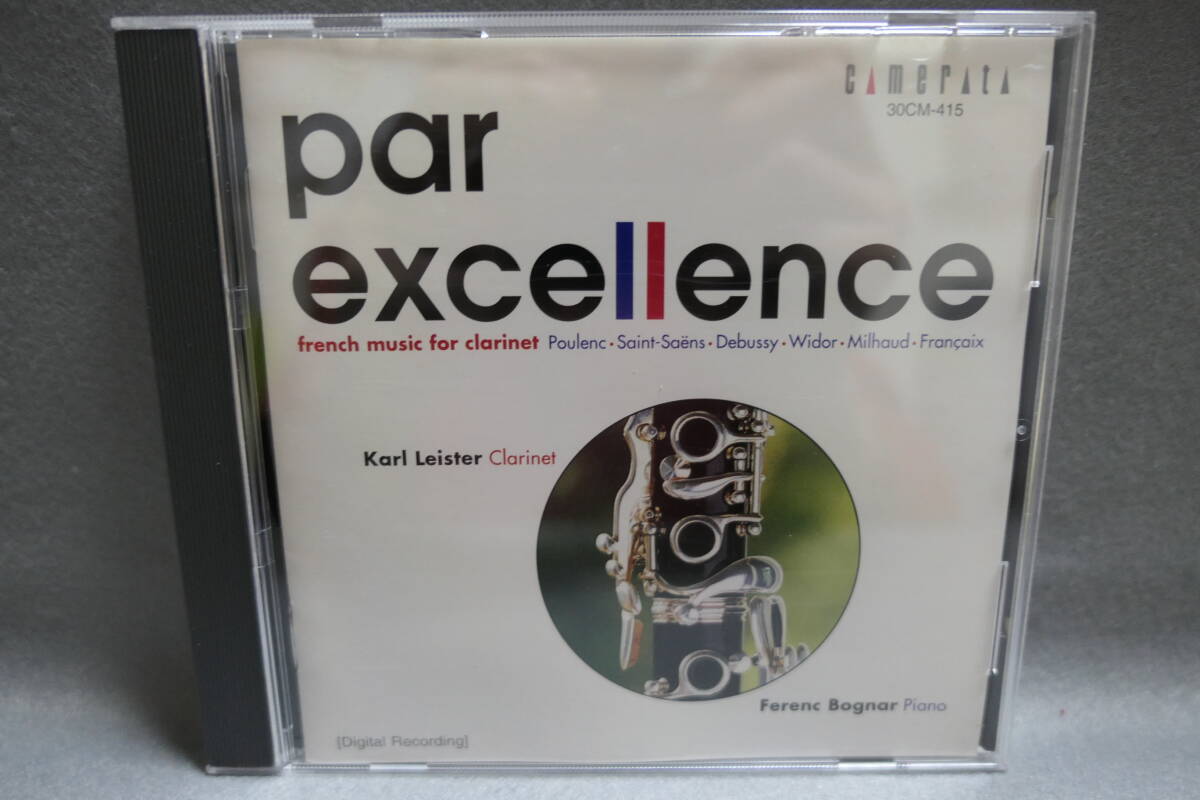 camerata
30CM-415
par
excellence
french music for clarinet Poulenc · Saint-Saëns · Debussy · Widor · Milhaud · Françaix
Karl Leister Clarinet
Ferenc Bognar Piano
[Digital Recording]